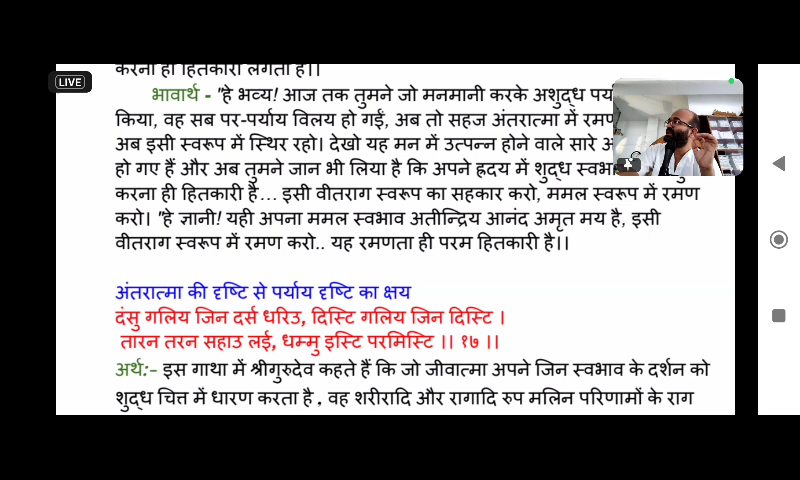 करना ही हितकारी लगता है।।
LIVE
भावार्थ - "हे भव्य! आज तक तुमने जो मनमानी करके अशुद्ध
किया, वह सब पर-पर्याय विलय हो गई, अब तो सहज अंतरात्मा में
अब इसी स्वरूप में स्थिर रहो। देखो यह मन में उत्पन्न होने वाले सारे
हो गए हैं और अब तुमने जान भी लिया है कि अपने ह्रदय में शुद्ध
करना ही हितकारी है... इसी वीतराग स्वरूप का सहकार करो, ममल स्वरूप में रमण
करो। "हे ज्ञानी! यही अपना ममल स्वभाव अतीन्द्रिय आनंद अमृत मय है, इसी
वीतराग स्वरूप में रमण करो.. यह रमणता ही परम हितकारी है।।
अंतरात्मा की दृष्टि से पर्याय दृष्टि का क्षय
दंसु गलिय जिन दर्स धरिउ, दिस्टि गलिय जिन दिस्टि ।
तारन तरन सहाउ लई, धम्मु इस्टि परमिस्टि ।। १७ ।।
अर्थ:- इस गाथा में श्रीगुरुदेव कहते हैं कि जो जीवात्मा अपने जिन स्वभाव के दर्शन को
शुद्ध चित्त में धारण करता है , वह शरीरादि और रागादि रुप मलिन परिणामों के राग